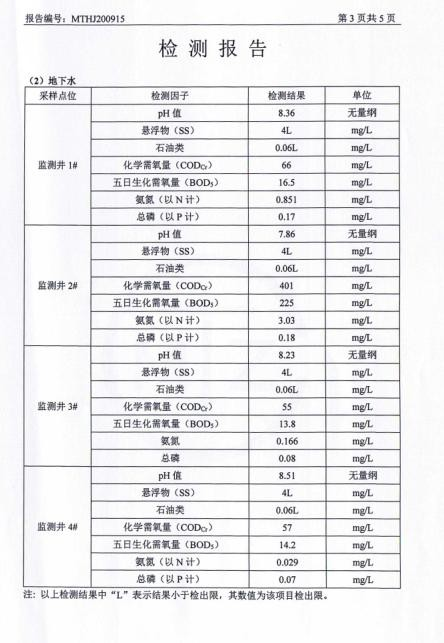 报告编号：MTHJ200915 第 3 页共 5 页
检 测 报 告
（2）地下水
采样点位 检测因子 检测结果 单位
监测井 1# pH 值 8.36 无量纲
悬浮物（SS） 4L mg/L
石油类 0.06L mg/L
化学需氧量（CODCr） 66 mg/L
五日生化需氧量（BOD5） 16.5 mg/L
氨氮（以 N 计） 0.851 mg/L
总磷（以 P 计） 0.17 mg/L
监测井 2# pH 值 7.86 无量纲
悬浮物（SS） 4L mg/L
石油类 0.06L mg/L
化学需氧量（CODCr） 401 mg/L
五日生化需氧量（BOD5） 225 mg/L
氨氮（以 N 计） 3.03 mg/L
总磷（以 P 计） 0.18 mg/L
监测井 3# pH 值 8.23 无量纲
悬浮物（SS） 4L mg/L
石油类 0.06L mg/L
化学需氧量（CODCr） 55 mg/L
五日生化需氧量（BOD5） 13.8 mg/L
氨氮 0.166 mg/L
总磷 0.08 mg/L
监测井 4# pH 值 8.51 无量纲
悬浮物（SS） 4L mg/L
石油类 0.06L mg/L
化学需氧量（CODCr） 57 mg/L
五日生化需氧量（BOD5） 14.2 mg/L
氨氮（以 N 计） 0.029 mg/L
总磷（以 P 计） 0.07 mg/L
注: 以上检测结果中“L”表示结果小于检出限，其数值为该项目检出限。